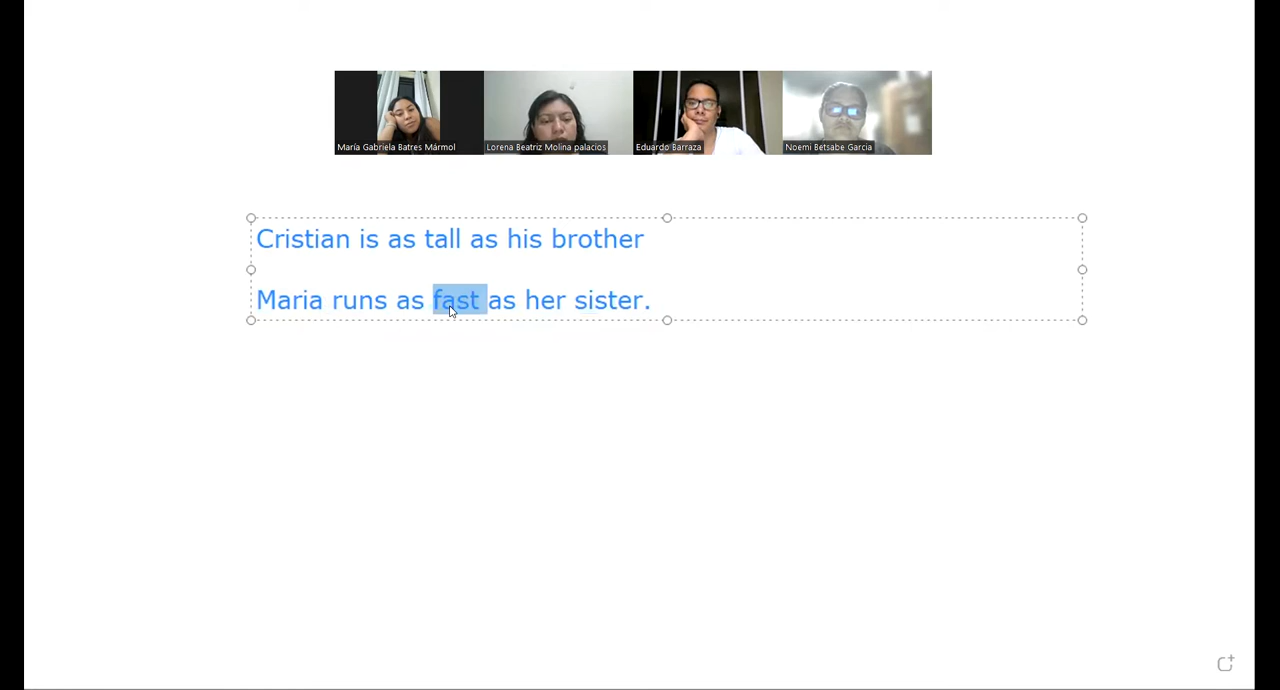 María Gabriela Batres Mármol
Lorena Beatriz Molina palacios
Eduardo Barraza
Noemi Betsabe Garcia
Cristian is as tall as his brother
Maria runs as fast as her sister.